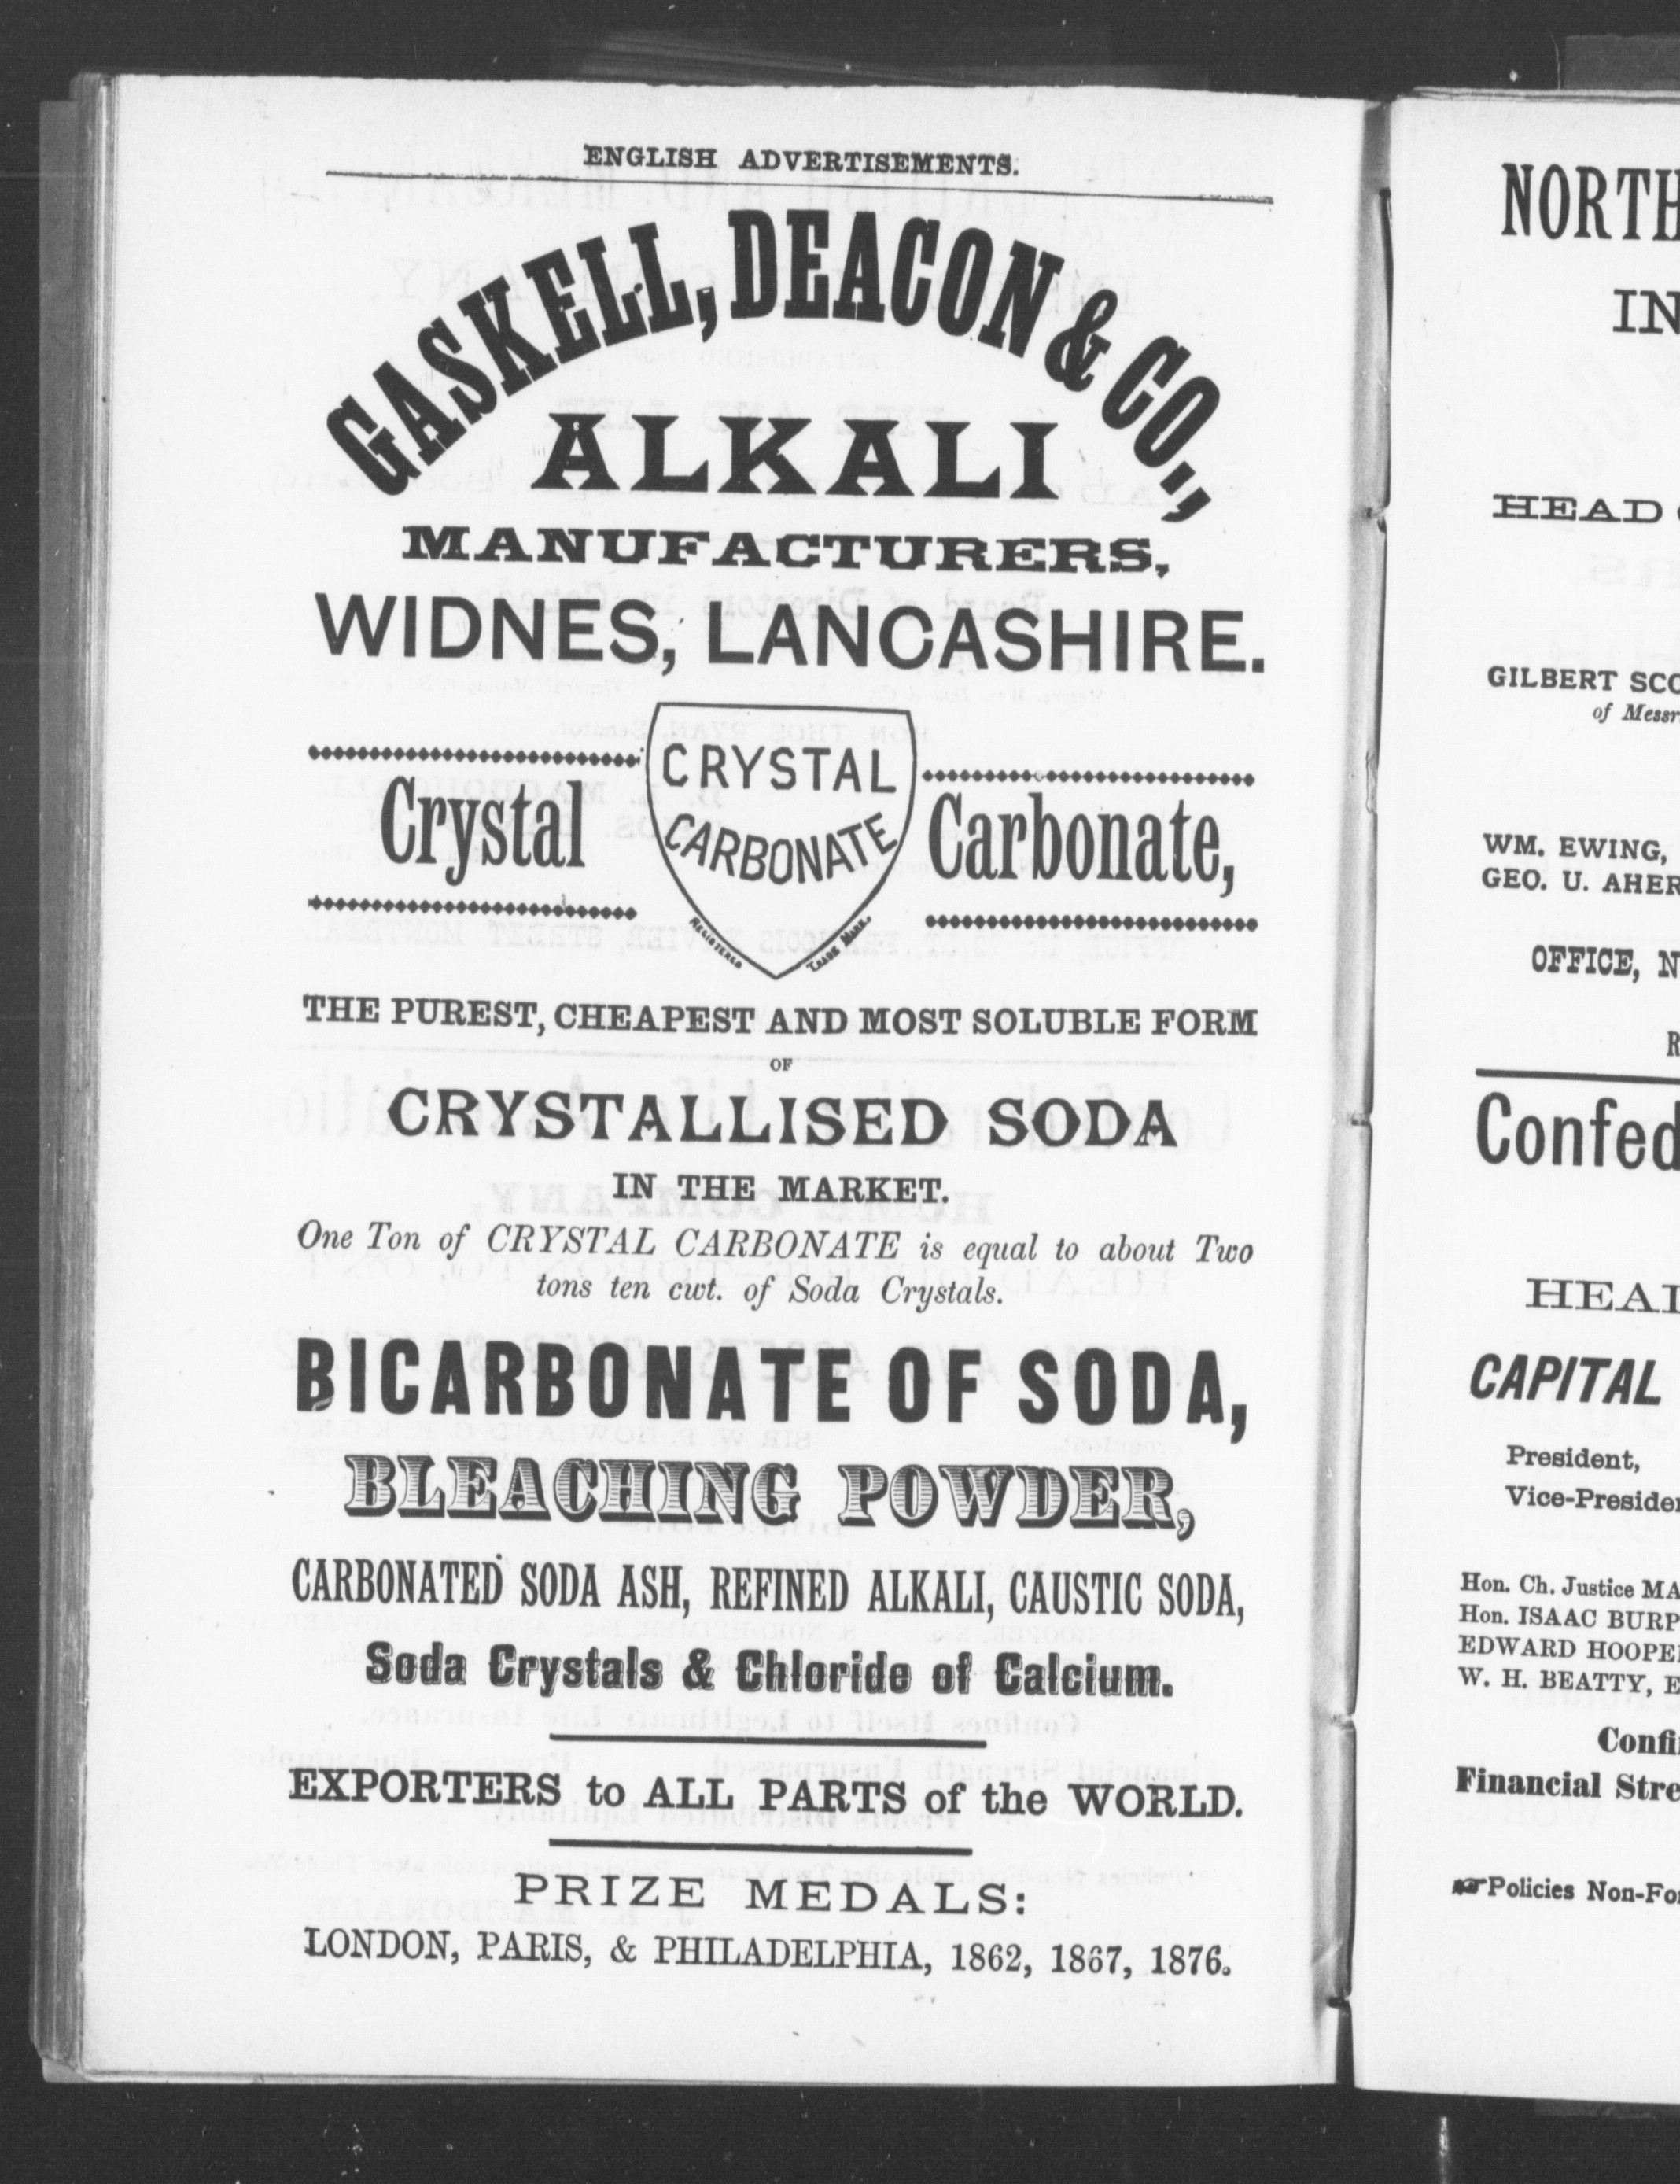 ENGLISH ADVERTISEMENTS.
GASKELL, DEACON & CO.,
ALKALI
MANUFACTURERS,
WIDNES, LANCASHIRE.
Crystal
CRYSTAL
CARBONATE
REGISTERED TRADE MARK.
Carbonate,
THE PUREST, CHEAPEST AND MOST SOLUBLE FORM
OF
CRYSTALLISED SODA
IN THE MARKET.
One Ton of CRYSTAL CARBONATE is equal to about Two
tons ten cwt. of Soda Crystals.
BICARBONATE OF SODA,
BLEACHING POWDER,
CARBONATED SODA ASH, REFINED ALKALI, CAUSTIC SODA,
Soda Crystals & Chloride of Calcium.
EXPORTERS to ALL PARTS of the WORLD.
PRIZE MEDALS:
LONDON, PARIS, & PHILADELPHIA, 1862, 1867, 1876.
NORTH
IN
HEAD
GILBERT SCO
of Messr
WM. EWING,
GEO. U. AHER
OFFICE, N
R
Confed
HEA
CAPITAL
President,
Vice-Presiden
Hon. Ch. Justice MA
Hon. ISAAC BURP
EDWARD HOOPE
W. H. BEATTY, E
Confi
Financial Stre
☞Policies Non-Fo